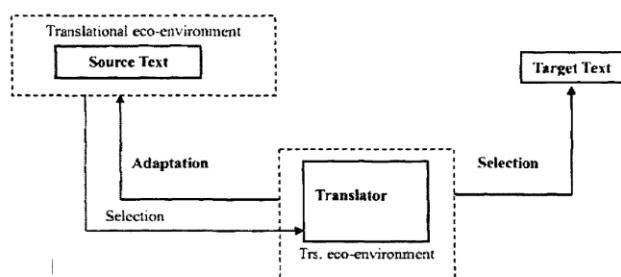 Translational eco-environment
Source Text
Target Text
Adaptation
Selection
Translator
Selection
Trs. eco-environment